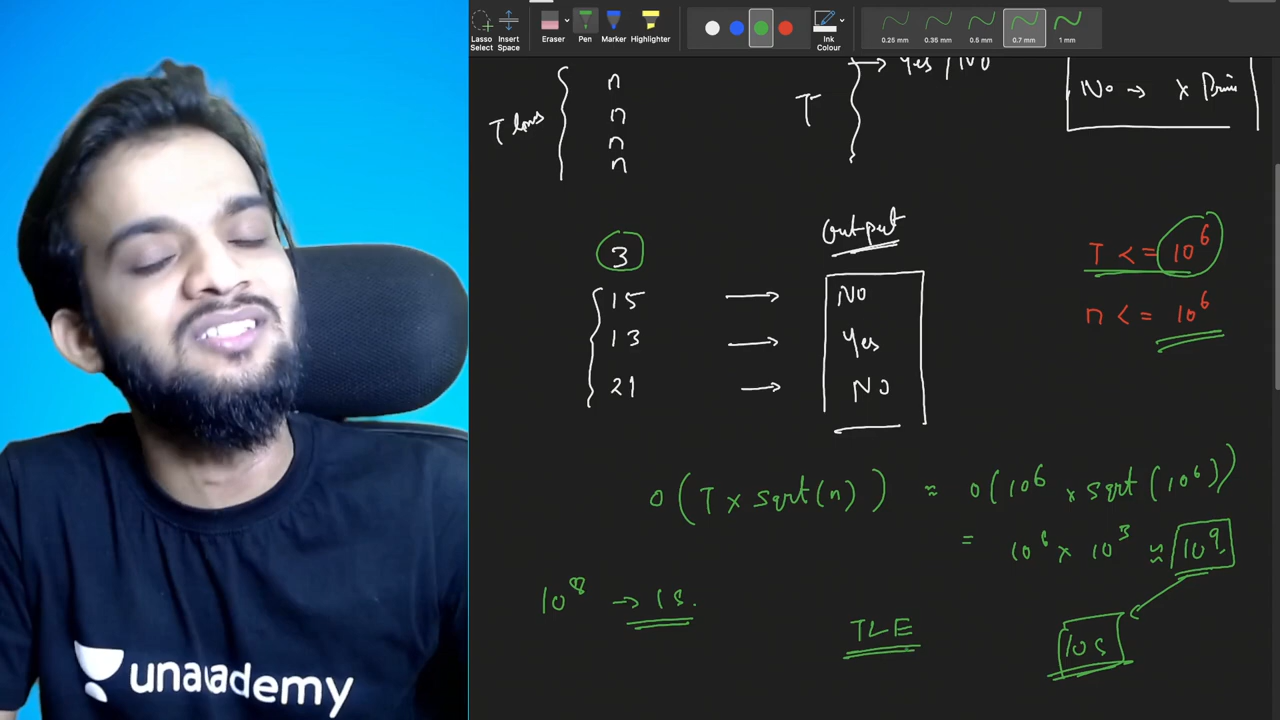 Lasso Select
Insert Space
Eraser
Pen
Marker
Highlighter
Ink Colour
0.25 mm
0.35 mm
0.5 mm
0.7 mm
1 mm
Yes / No
n
T
No → x Prim
n
n
n
3
Output
15 → No
13 → Yes
21 → NO
T <= 10^6
n <= 10^6
O(T x sqrt(n)) ≈ O(10^6 x sqrt(10^6))
= 10^6 x 10^3 ≈ 10^9
10^8 → 1s.
TLE
10s
unacademy